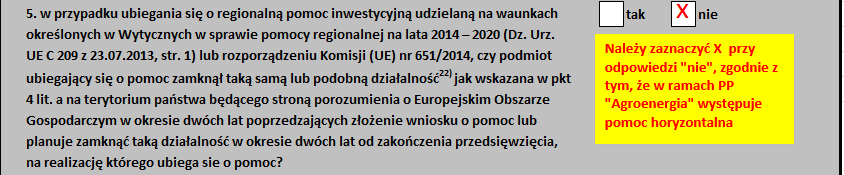 5. w przypadku ubiegania się o regionalną pomoc inwestycyjną udzielaną na waunkach
określonych w Wytycznych w sprawie pomocy regionalnej na lata 2014 – 2020 (Dz. Urz.
UE C 209 z 23.07.2013, str. 1) lub rozporządzeniu Komisji (UE) nr 651/2014, czy podmiot
ubiegający się o pomoc zamknął taką samą lub podobną działalność22) jak wskazana w pkt
4 lit. a na terytorium państwa będącego stroną porozumienia o Europejskim Obszarze
Gospodarczym w okresie dwóch lat poprzedzających złożenie wniosku o pomoc lub
planuje zamknąć taką działalność w okresie dwóch lat od zakończenia przedsięwzięcia,
na realizację którego ubiega sie o pomoc?
tak X nie
Należy zaznaczyć X przy
odpowiedzi "nie", zgodnie z
tym, że w ramach PP
"Agroenergia" występuje
pomoc horyzontalna